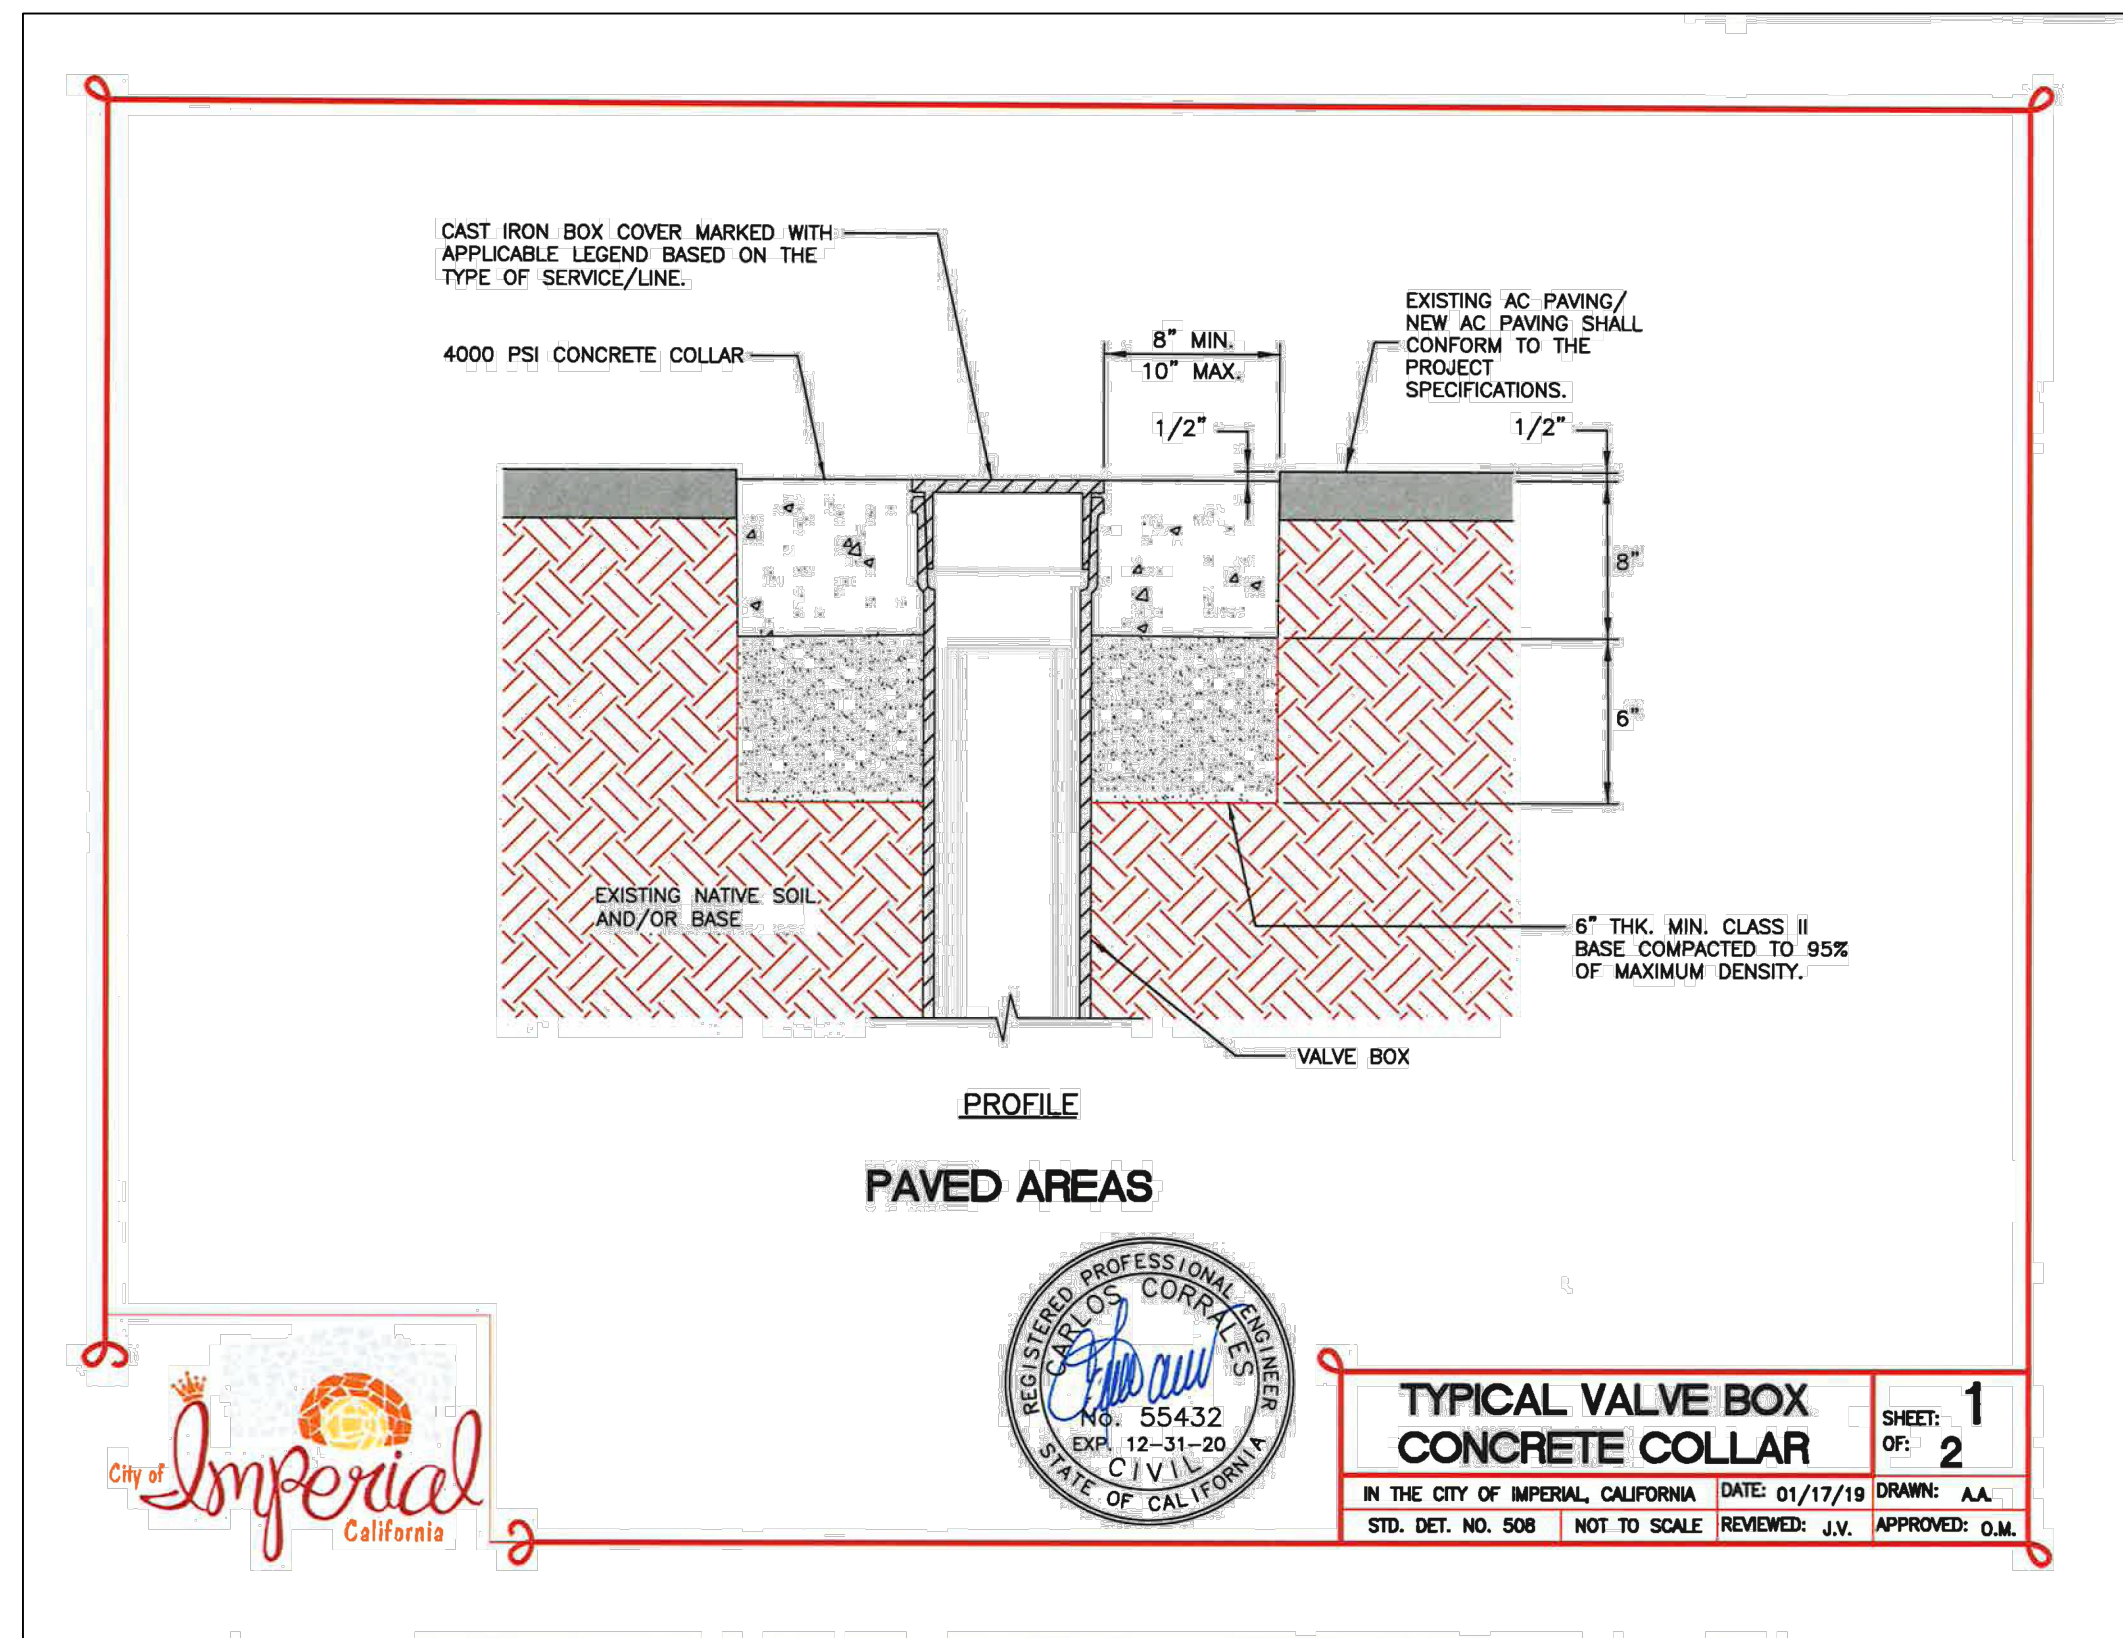 CAST IRON BOX COVER MARKED WITH
APPLICABLE LEGEND BASED ON THE
TYPE OF SERVICE/LINE.
4000 PSI CONCRETE COLLAR
8" MIN.
10" MAX.
1/2"
EXISTING AC PAVING/
NEW AC PAVING SHALL
CONFORM TO THE
PROJECT
SPECIFICATIONS.
1/2"
8"
6"
EXISTING NATIVE SOIL
AND/OR BASE
6" THK. MIN. CLASS II
BASE COMPACTED TO 95%
OF MAXIMUM DENSITY.
VALVE BOX
PROFILE
PAVED AREAS
REGISTERED PROFESSIONAL ENGINEER
CARLOS CORRALES
No. 55432
EXP. 12-31-20
CIVIL
STATE OF CALIFORNIA
City of
Imperial
California
TYPICAL VALVE BOX
CONCRETE COLLAR
SHEET: 1
OF: 2
IN THE CITY OF IMPERIAL, CALIFORNIA
DATE: 01/17/19
DRAWN: A.A.
STD. DET. NO. 508
NOT TO SCALE
REVIEWED: J.V.
APPROVED: O.M.